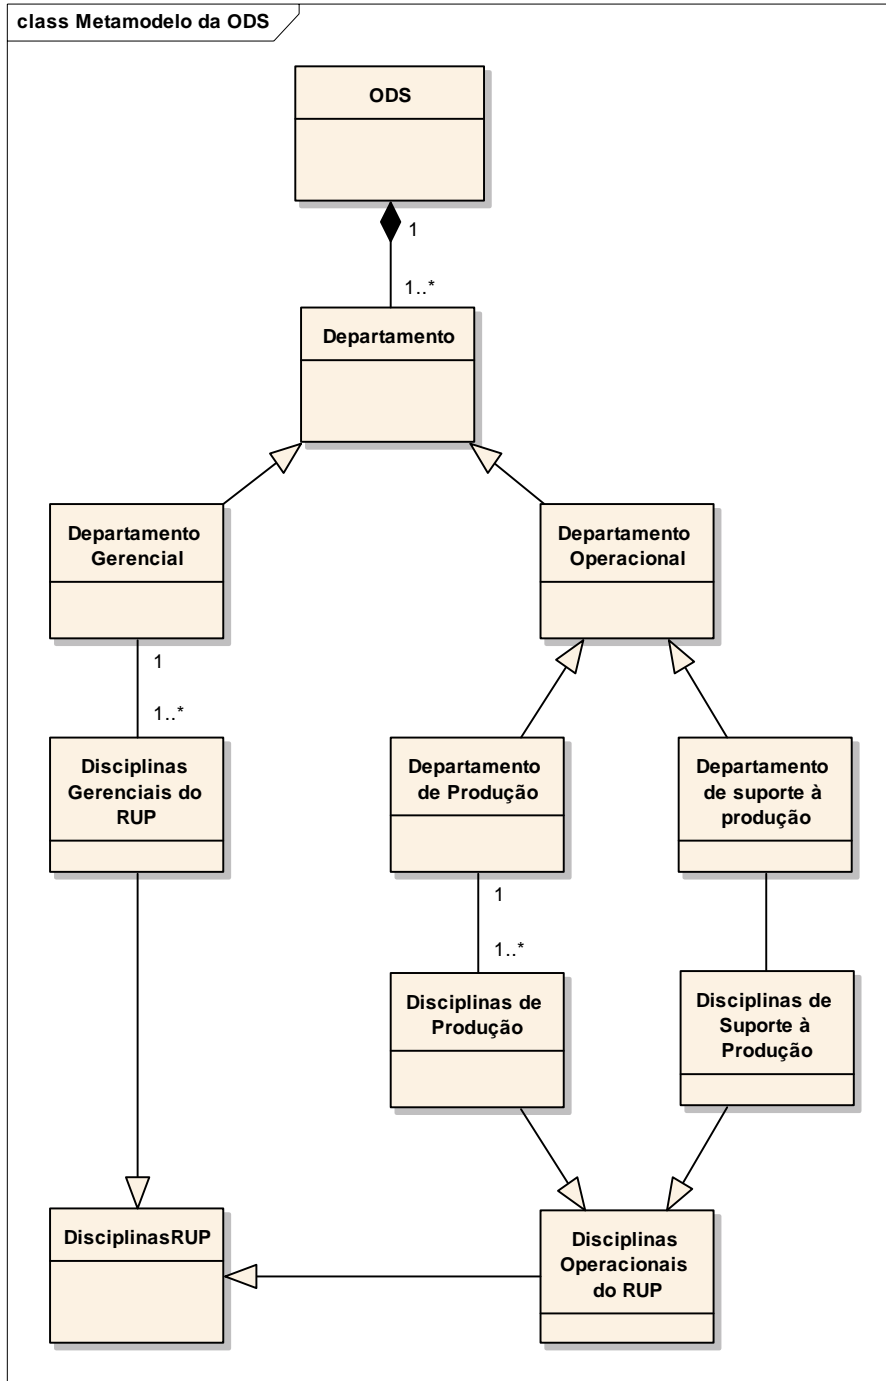 class Metamodelo da ODS
ODS
1
1..*
Departamento
Departamento
Gerencial
Departamento
Operacional
1
1..*
Disciplinas
Gerenciais do
RUP
Departamento
de Produção
Departamento
de suporte à
produção
1
1..*
Disciplinas de
Produção
Disciplinas de
Suporte à
Produção
DisciplinasRUP
Disciplinas
Operacionais
do RUP